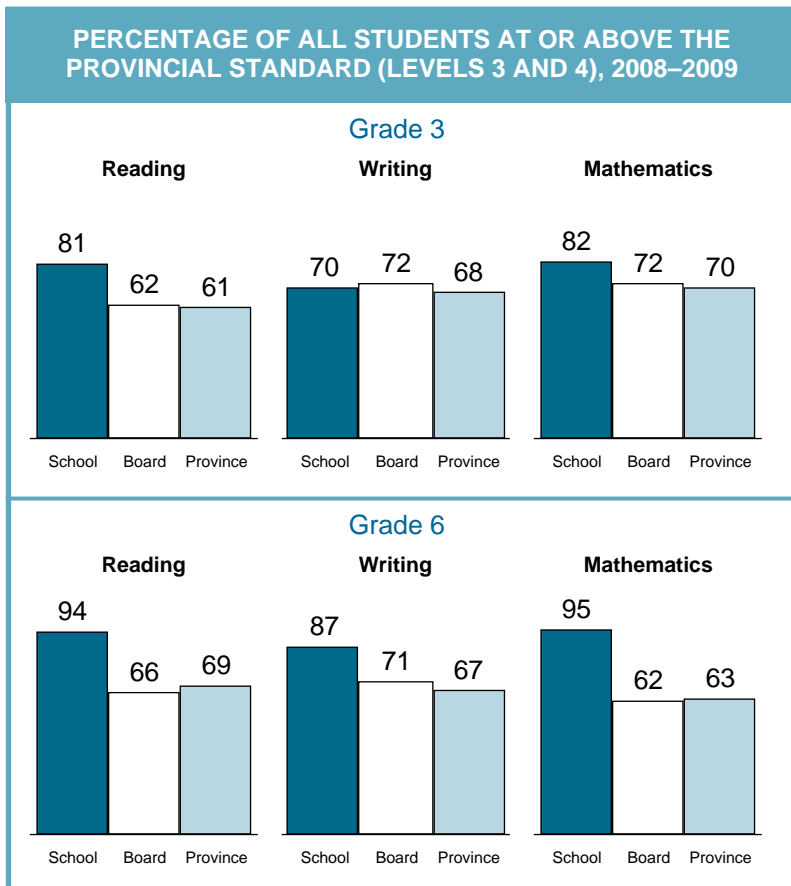 PERCENTAGE OF ALL STUDENTS AT OR ABOVE THE
PROVINCIAL STANDARD (LEVELS 3 AND 4), 2008–2009
Grade 3
Reading Writing Mathematics
81 62 61 70 72 68 82 72 70
School Board Province School Board Province School Board Province
Grade 6
Reading Writing Mathematics
94 66 69 87 71 67 95 62 63
School Board Province School Board Province School Board Province